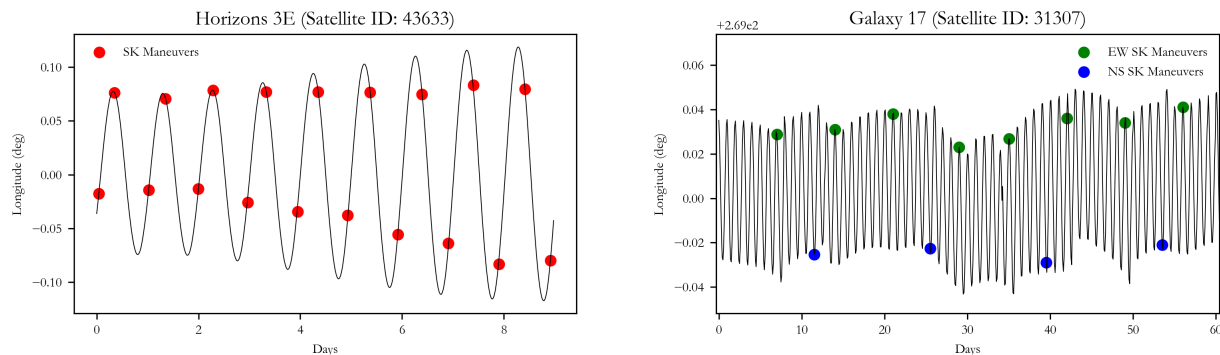 Horizons 3E (Satellite ID: 43633)
SK Maneuvers
0.10
0.05
0.00
−0.05
−0.10
Longitude (deg)
0
2
4
6
8
Days
Galaxy 17 (Satellite ID: 31307)
+2.69e2
EW SK Maneuvers
NS SK Maneuvers
0.06
0.04
0.02
0.00
−0.02
−0.04
Longitude (deg)
0
10
20
30
40
50
60
Days